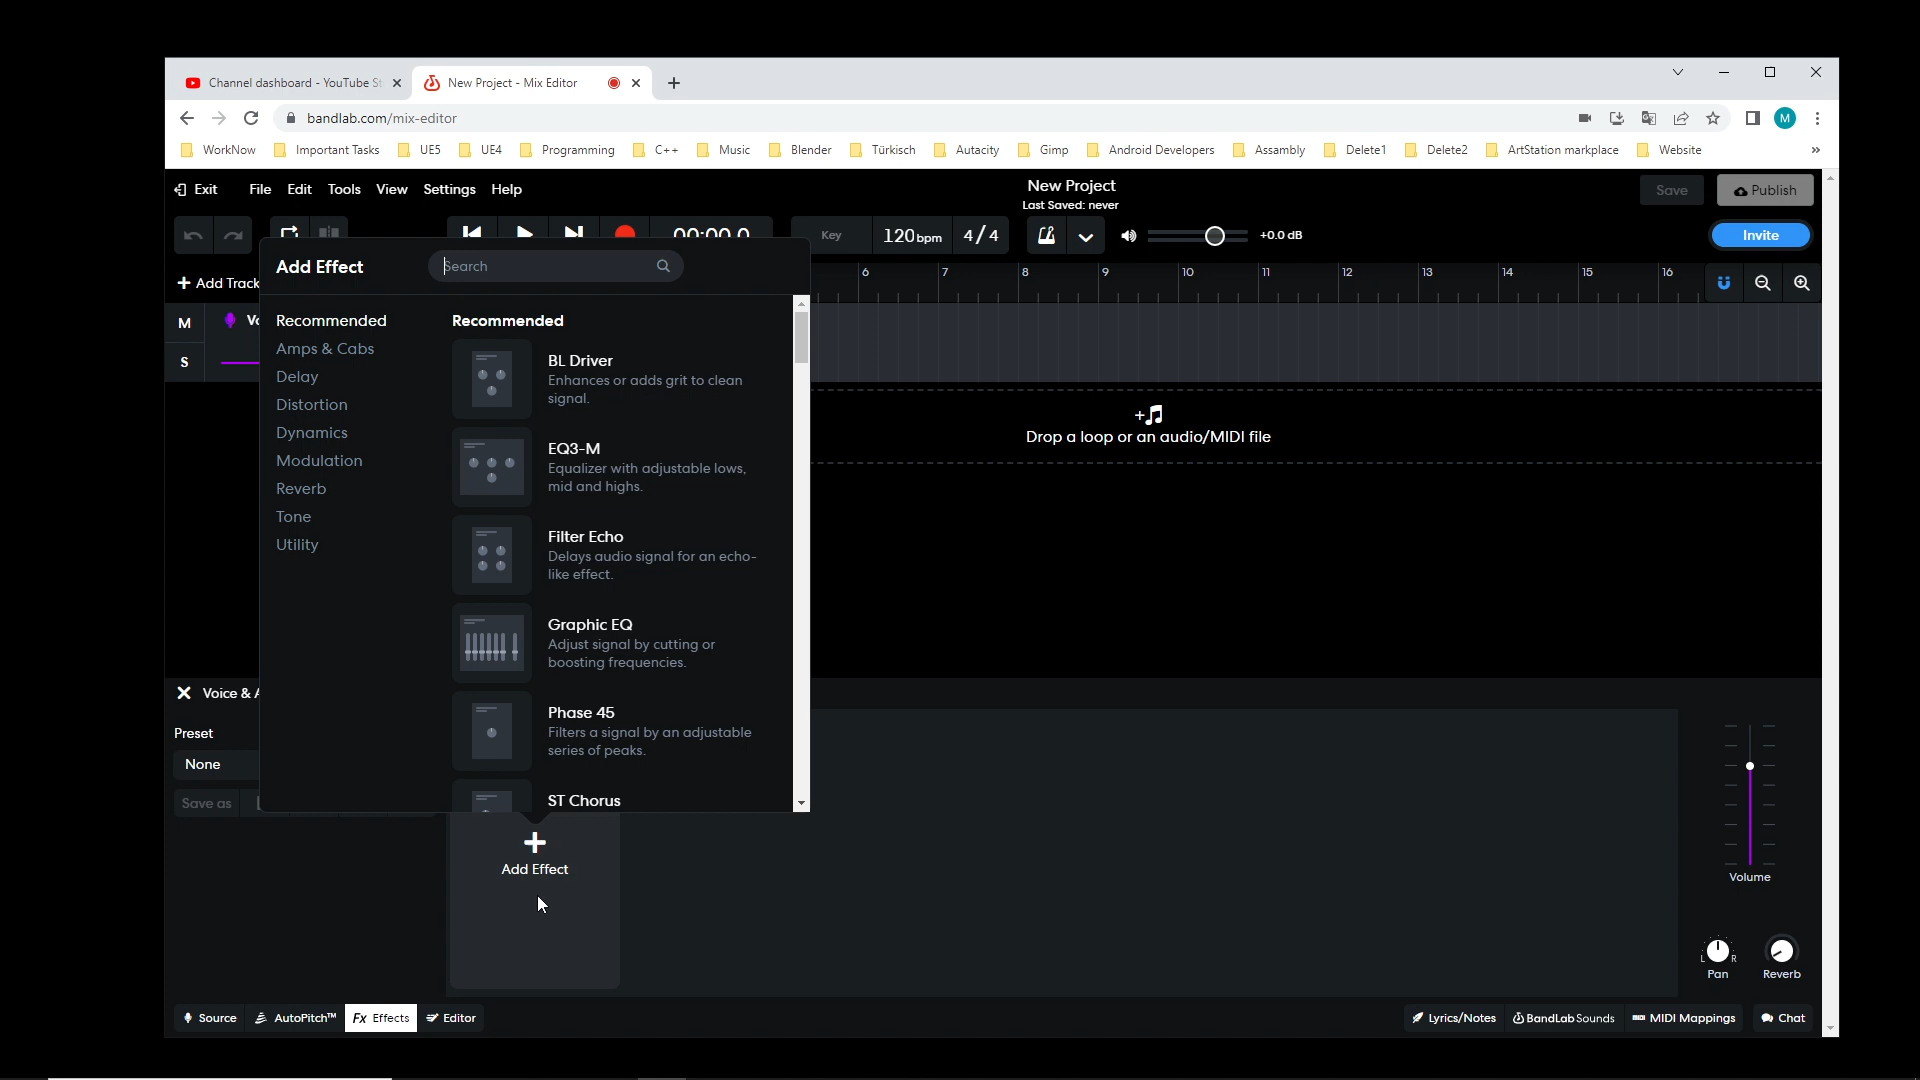 Channel dashboard - YouTube St
New Project - Mix Editor
bandlab.com/mix-editor
M
WorkNow
Important Tasks
UE5
UE4
Programming
C++
Music
Blender
Türkisch
Autacity
Gimp
Android Developers
Assambly
Delete1
Delete2
ArtStation markplace
Website
»
Exit
File
Edit
Tools
View
Settings
Help
New Project
Last Saved: never
Save
Publish
00:00.0
Key
120bpm
4/4
+0.0 dB
Invite
+ Add Track
6
7
8
9
10
11
12
13
14
15
16
M
S
Vo
Add Effect
Search
Recommended
Amps & Cabs
Delay
Distortion
Dynamics
Modulation
Reverb
Tone
Utility
Recommended
BL Driver
Enhances or adds grit to clean
signal.
EQ3-M
Equalizer with adjustable lows,
mid and highs.
Filter Echo
Delays audio signal for an echo-
like effect.
Graphic EQ
Adjust signal by cutting or
boosting frequencies.
Phase 45
Filters a signal by an adjustable
series of peaks.
ST Chorus
Drop a loop or an audio/MIDI file
Voice & A
Preset
None
Save as
Add Effect
Volume
L
R
Pan
Reverb
Source
AutoPitch™
Fx Effects
Editor
Lyrics/Notes
BandLab Sounds
MIDI Mappings
Chat